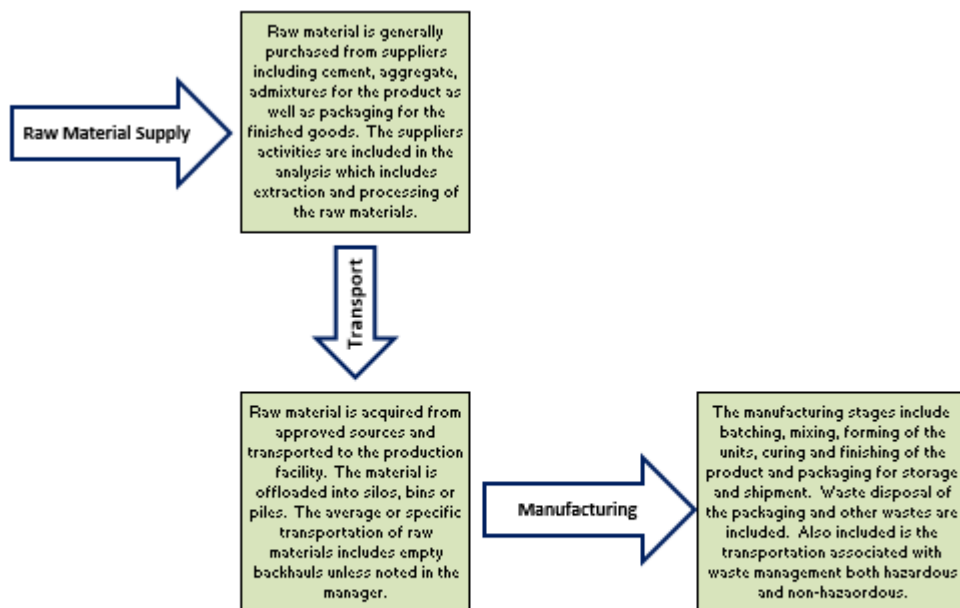 Raw Material Supply
Raw material is generally
purchased from suppliers
including cement, aggregate,
admixtures for the product as
well as packaging for the
finished goods. The suppliers
activities are included in the
analysis which includes
extraction and processing of
the raw materials.
Transport
Raw material is acquired from
approved sources and
transported to the production
facility. The material is
offloaded into silos, bins or
piles. The average or specific
transportation of raw
materials includes empty
backhauls unless noted in the
manager.
Manufacturing
The manufacturing stages include
batching, mixing, forming of the
units, curing and finishing of the
product and packaging for storage
and shipment. Waste disposal of
the packaging and other wastes are
included. Also included is the
transportation associated with
waste management both hazardous
and non-hazaordous.